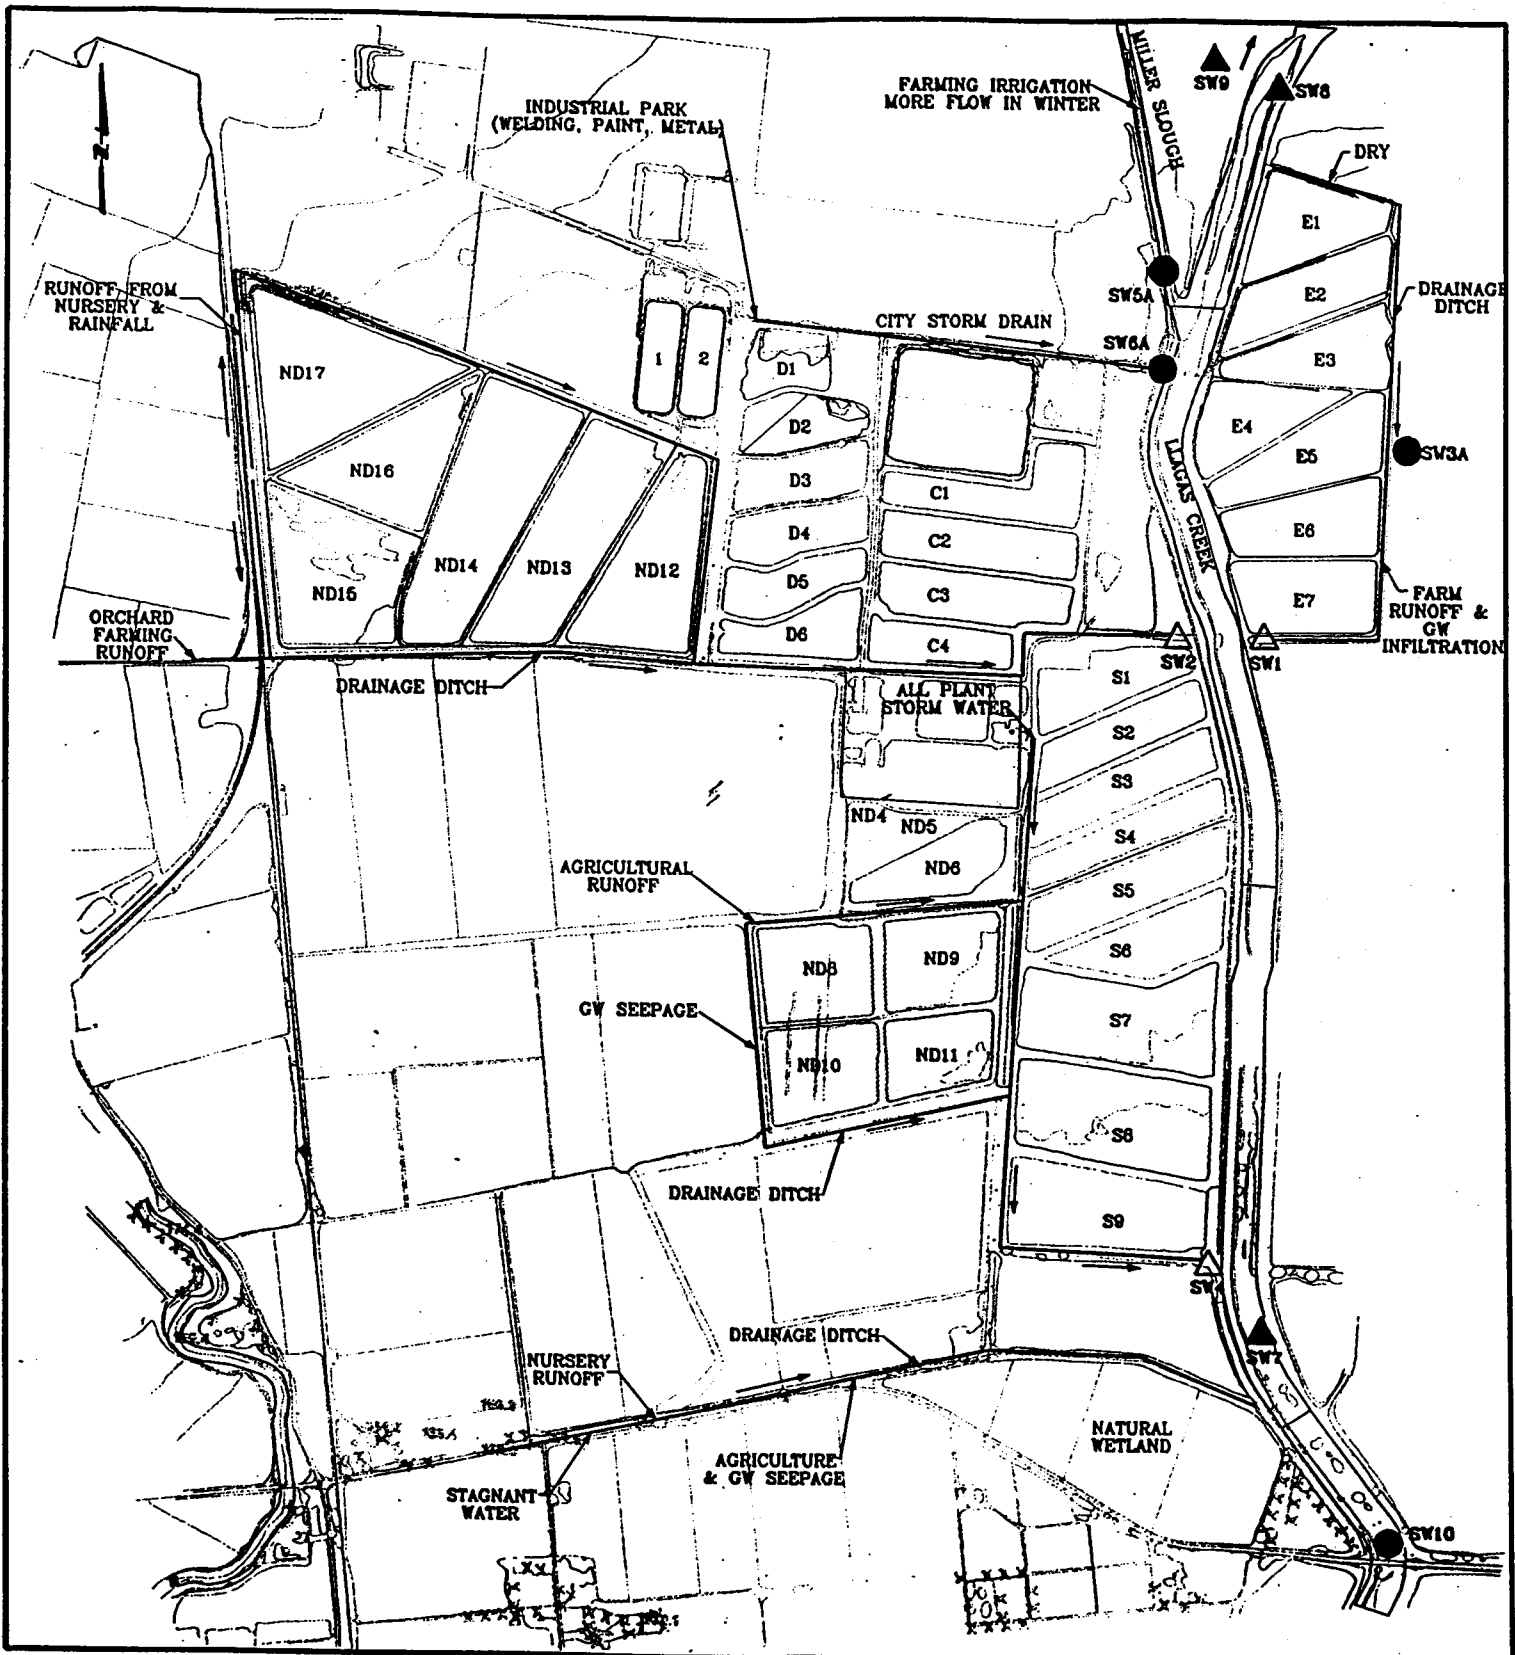 MILLER SLOUGH
SW9
SW8
FARMING IRRIGATION
MORE FLOW IN WINTER
INDUSTRIAL PARK
(WELDING, PAINT, METAL)
N
DRY
E1
RUNOFF FROM
NURSERY &
RAINFALL
SW5A
E2
DRAINAGE
DITCH
CITY STORM DRAIN
SW6A
1
2
D1
E3
ND17
D2
E4
ND16
LLAGAS CREEK
E5
SW3A
D3
C1
D4
C2
E6
ND14
ND13
ND12
D5
C3
ND15
E7
FARM
RUNOFF &
GW
INFILTRATION
ORCHARD
FARMING
RUNOFF
D6
C4
SW2
SW1
DRAINAGE DITCH
ALL PLANT
STORM WATER
S1
S2
S3
ND4
ND5
S4
AGRICULTURAL
RUNOFF
ND6
S5
ND8
ND9
S6
GW SEEPAGE
S7
ND10
ND11
S8
DRAINAGE DITCH
S9
DRAINAGE DITCH
SW7
NURSERY
RUNOFF
NATURAL
WETLAND
AGRICULTURE
& GW SEEPAGE
STAGNANT
WATER
SW10